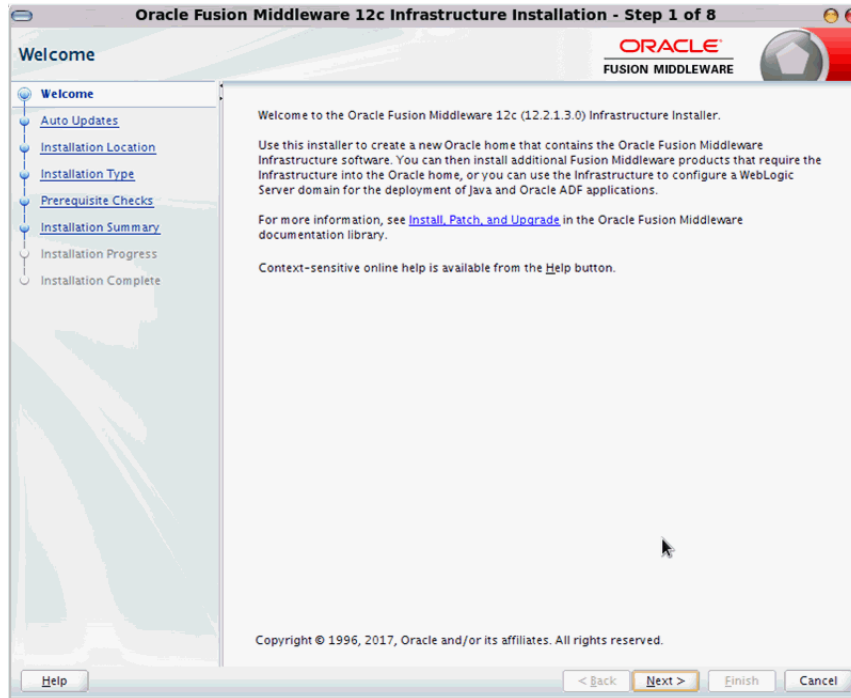 Oracle Fusion Middleware 12c Infrastructure Installation - Step 1 of 8
Welcome
ORACLE
FUSION MIDDLEWARE
Welcome
Auto Updates
Installation Location
Installation Type
Prerequisite Checks
Installation Summary
Installation Progress
Installation Complete
Welcome to the Oracle Fusion Middleware 12c (12.2.1.3.0) Infrastructure Installer.
Use this installer to create a new Oracle home that contains the Oracle Fusion Middleware
Infrastructure software. You can then install additional Fusion Middleware products that require the
Infrastructure into the Oracle home, or you can use the Infrastructure to configure a WebLogic
Server domain for the deployment of Java and Oracle ADF applications.
For more information, see Install, Patch, and Upgrade in the Oracle Fusion Middleware
documentation library.
Context-sensitive online help is available from the Help button.
Copyright © 1996, 2017, Oracle and/or its affiliates. All rights reserved.
Help
< Back
Next >
Finish
Cancel